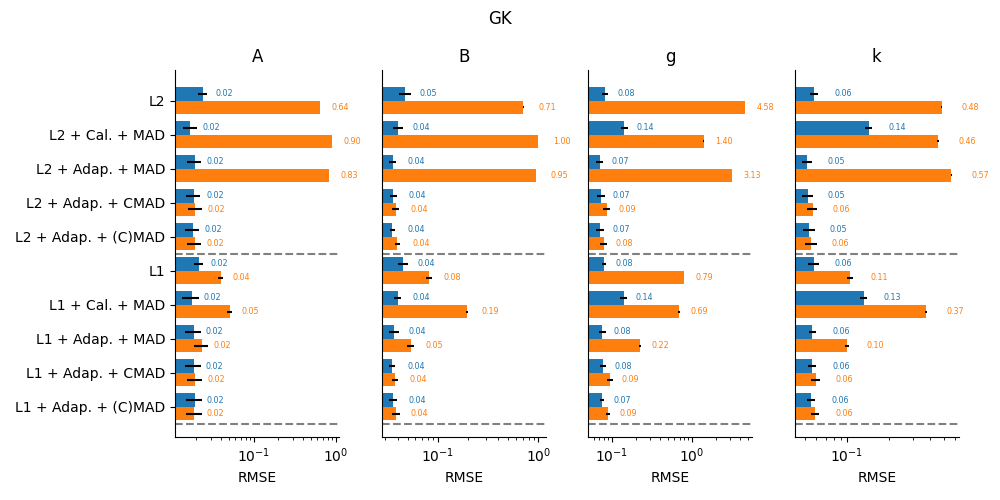 GK
A B g k
L2 0.02 0.64 0.05 0.71 0.08 4.58 0.06 0.48
L2 + Cal. + MAD 0.02 0.90 0.04 1.00 0.14 1.40 0.14 0.46
L2 + Adap. + MAD 0.02 0.83 0.04 0.95 0.07 3.13 0.05 0.57
L2 + Adap. + CMAD 0.02 0.02 0.04 0.04 0.07 0.09 0.05 0.06
L2 + Adap. + (C)MAD 0.02 0.02 0.04 0.04 0.07 0.08 0.05 0.06
L1 0.02 0.04 0.04 0.08 0.08 0.79 0.06 0.11
L1 + Cal. + MAD 0.02 0.05 0.04 0.19 0.14 0.69 0.13 0.37
L1 + Adap. + MAD 0.02 0.02 0.04 0.05 0.08 0.22 0.06 0.10
L1 + Adap. + CMAD 0.02 0.02 0.04 0.04 0.08 0.09 0.06 0.06
L1 + Adap. + (C)MAD 0.02 0.02 0.04 0.04 0.07 0.09 0.06 0.06
10⁻¹ 10⁰ 10⁻¹ 10⁰ 10⁻¹ 10⁰ 10⁻¹
RMSE RMSE RMSE RMSE